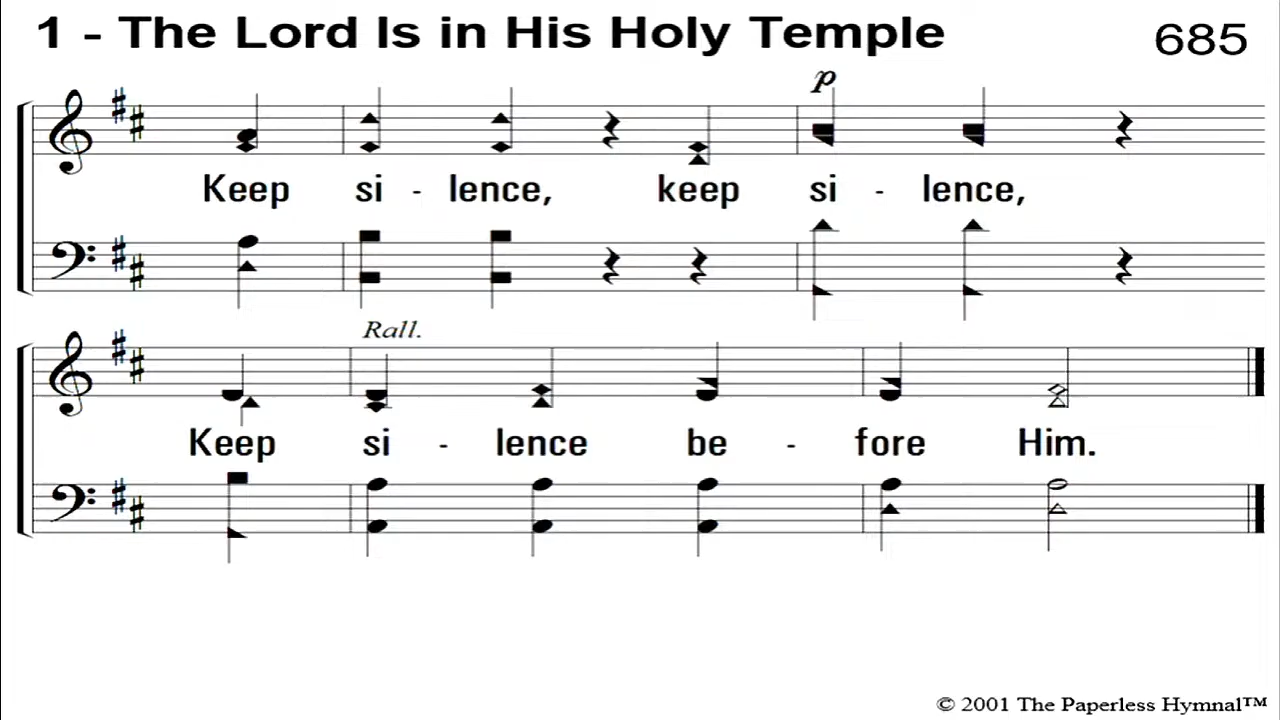 1 - The Lord Is in His Holy Temple 685
p
Keep si - lence, keep si - lence,
Rall.
Keep si - lence be - fore Him.
© 2001 The Paperless Hymnal™